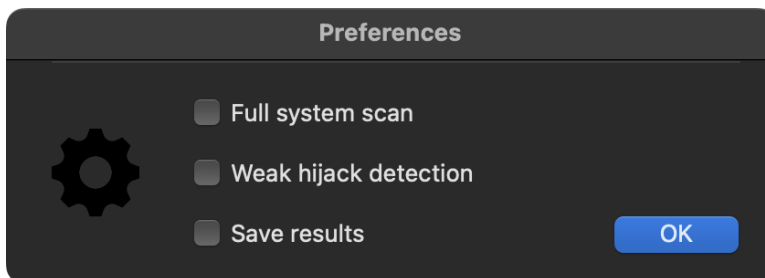 Preferences
Full system scan
Weak hijack detection
Save results
OK